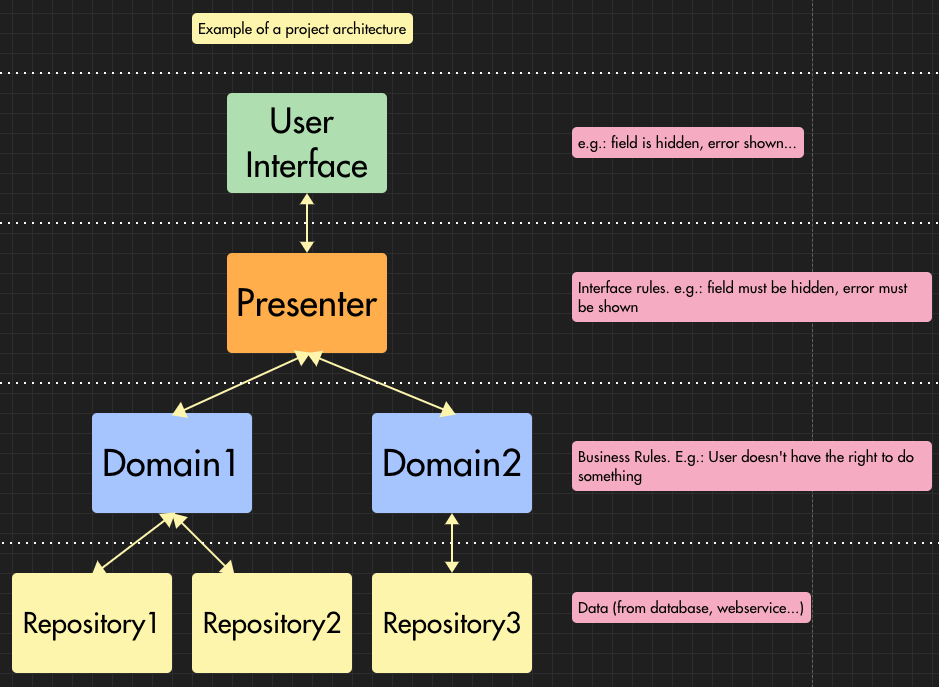 Example of a project architecture
User
Interface
e.g.: field is hidden, error shown...
Presenter
Interface rules. e.g.: field must be hidden, error must
be shown
Domain1
Domain2
Business Rules. E.g.: User doesn't have the right to do
something
Repository1
Repository2
Repository3
Data (from database, webservice...)